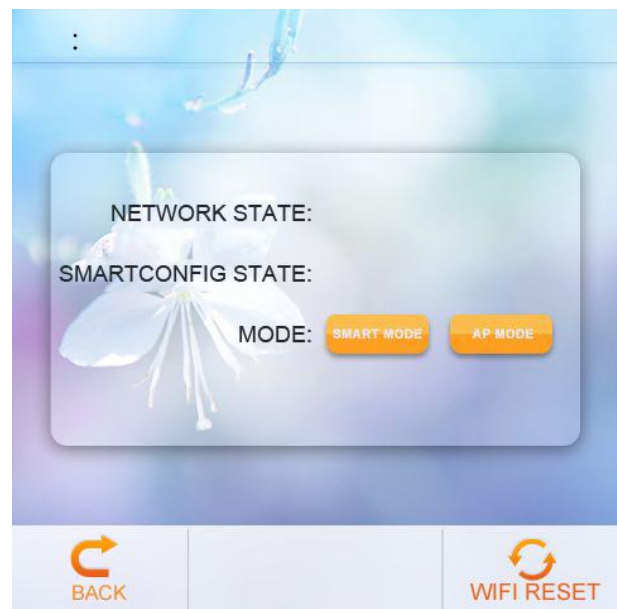 :
NETWORK STATE:
SMARTCONFIG STATE:
MODE: SMART MODE AP MODE
BACK WIFI RESET